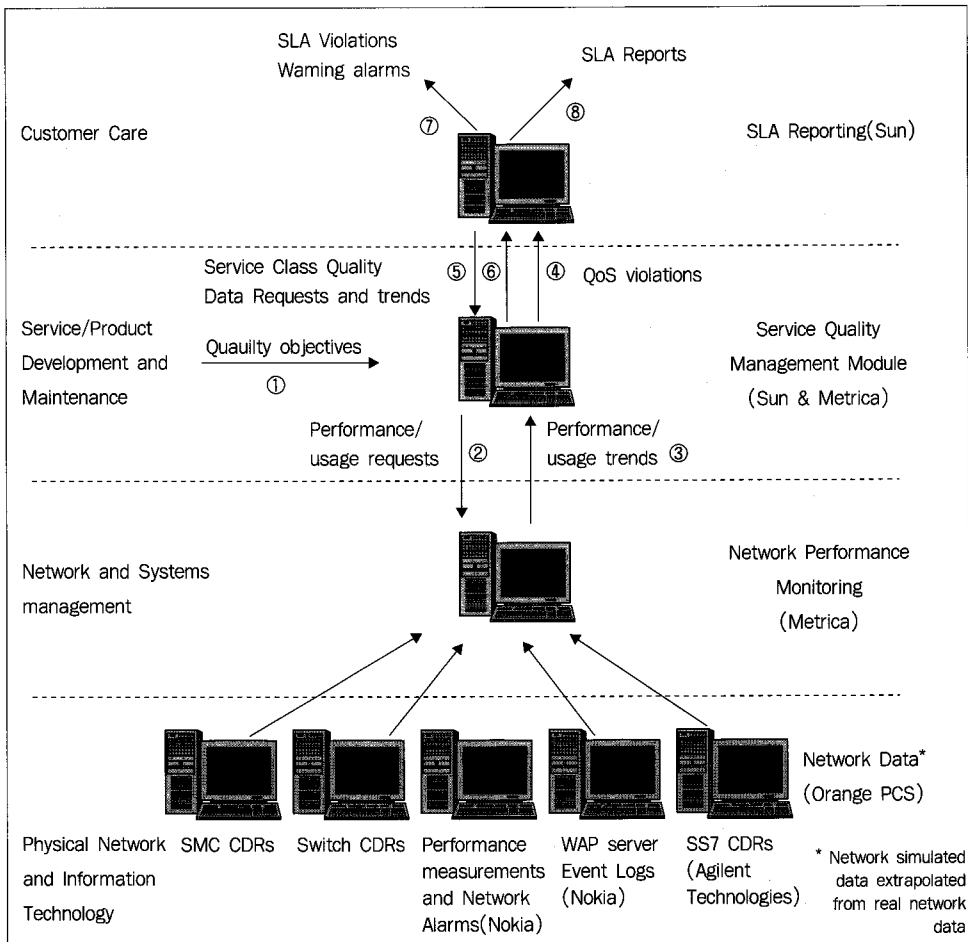 SLA Violations
Warning alarms
SLA Reports
⑦
⑧
Customer Care
SLA Reporting(Sun)
Service Class Quality
Data Requests and trends
⑤
⑥
④
QoS violations
Service/Product
Development and
Maintenance
Quauilty objectives
①
Service Quality
Management Module
(Sun & Metrica)
Performance/
usage requests
②
Performance/
usage trends
③
Network and Systems
management
Network Performance
Monitoring
(Metrica)
Network Data*
(Orange PCS)
Physical Network
and Information
Technology
SMC CDRs
Switch CDRs
Performance
measurements
and Network
Alarms(Nokia)
WAP server
Event Logs
(Nokia)
SS7 CDRs
(Agilent
Technologies)
* Network simulated
data extrapolated
from real network
data